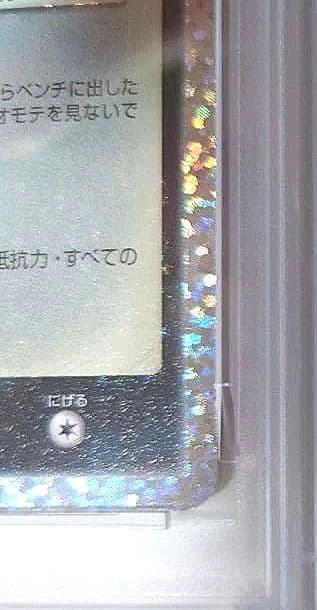 らベンチに出した
オモテを見ないで
抵抗力・すべての
にげる